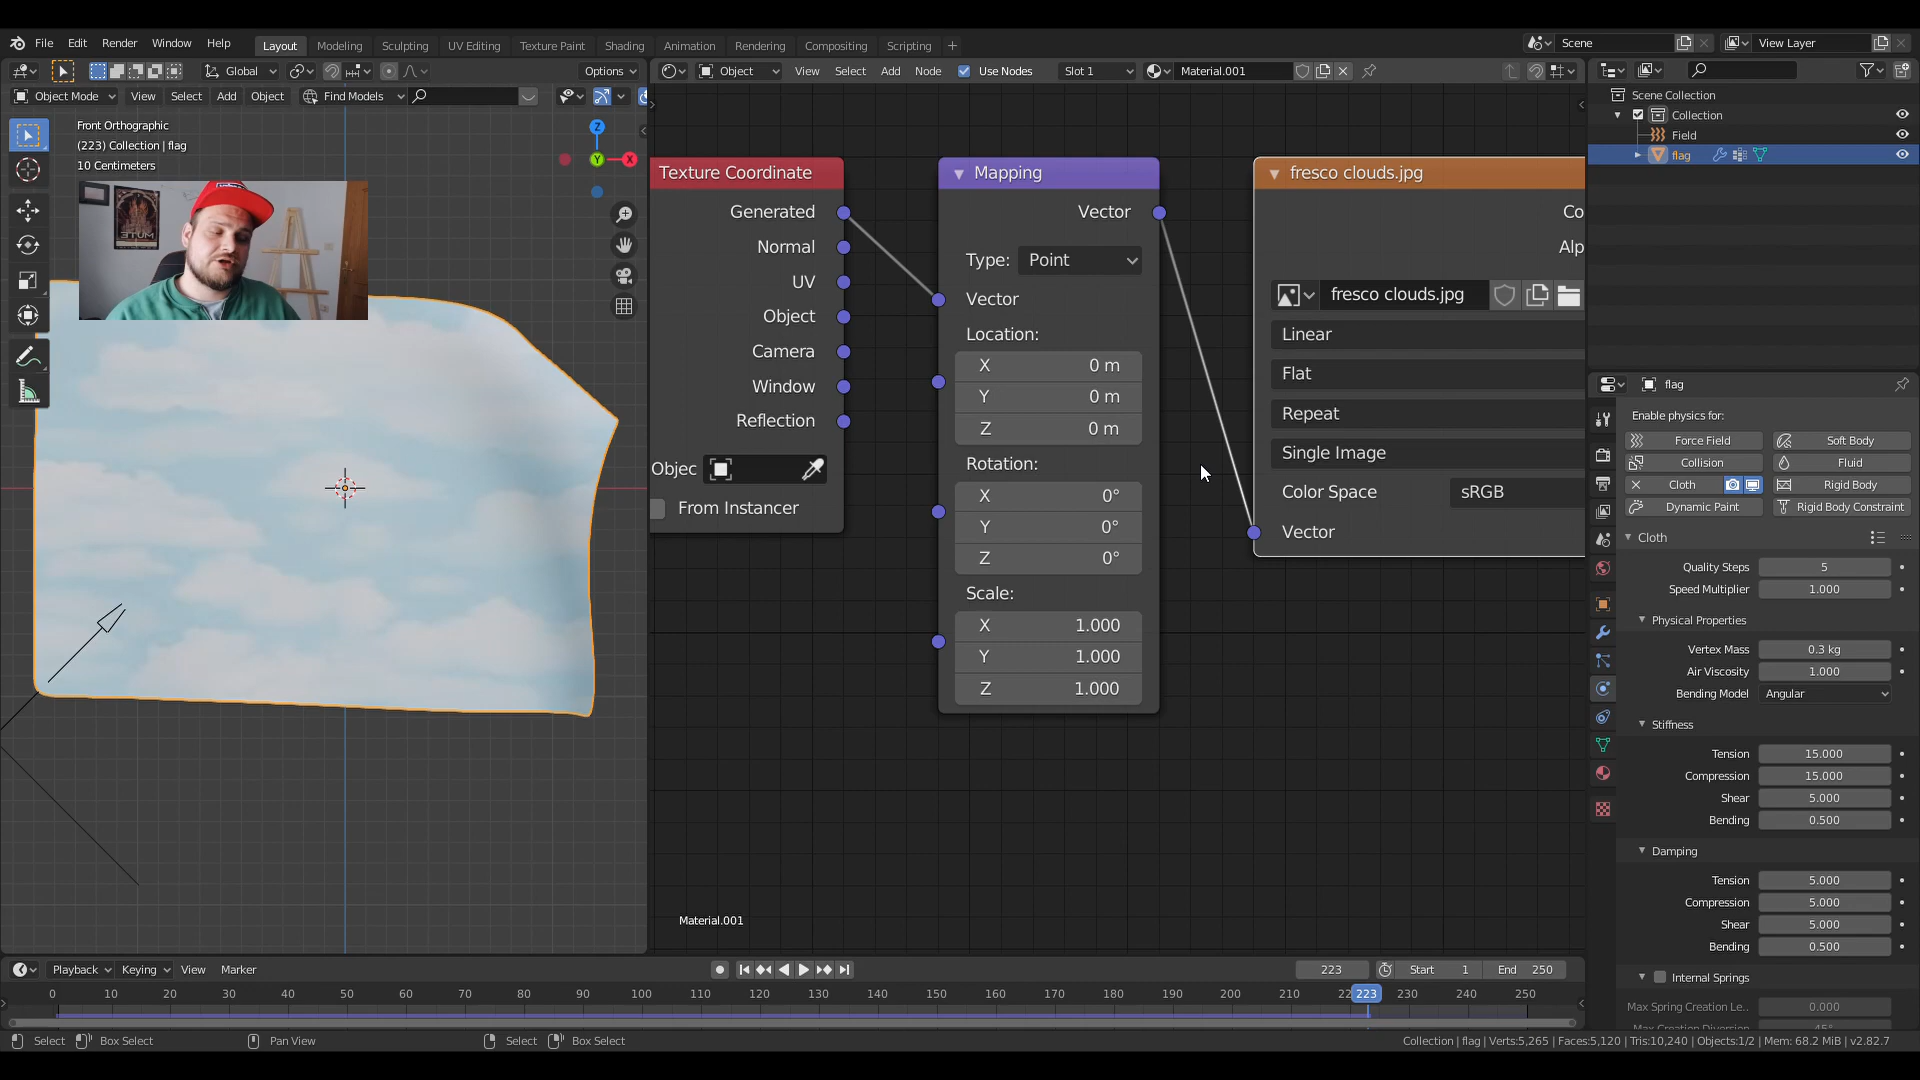 File Edit Render Window Help Layout Modeling Sculpting UV Editing Texture Paint Shading Animation Rendering Compositing Scripting + Scene View Layer
Global Options
Object View Select Add Node Use Nodes Slot 1 Material.001
Object Mode View Select Add Object Find Models
Front Orthographic
(223) Collection | flag
10 Centimeters
Z
Y
X
Texture Coordinate
Generated
Normal
UV
Object
Camera
Window
Reflection
Objec
From Instancer
Mapping
Vector
Type: Point
Vector
Location:
X 0 m
Y 0 m
Z 0 m
Rotation:
X 0°
Y 0°
Z 0°
Scale:
X 1.000
Y 1.000
Z 1.000
fresco clouds.jpg
Co
Alp
fresco clouds.jpg
Linear
Flat
Repeat
Single Image
Color Space sRGB
Vector
Material.001
Scene Collection
Collection
Field
flag
flag
Enable physics for:
Force Field Soft Body
Collision Fluid
Cloth Rigid Body
Dynamic Paint Rigid Body Constraint
Cloth
Quality Steps 5
Speed Multiplier 1.000
Physical Properties
Vertex Mass 0.3 kg
Air Viscosity 1.000
Bending Model Angular
Stiffness
Tension 15.000
Compression 15.000
Shear 5.000
Bending 0.500
Damping
Tension 5.000
Compression 5.000
Shear 5.000
Bending 0.500
Internal Springs
Max Spring Creation Le.. 0.000
Playback Keying View Marker 223 Start 1 End 250
0 10 20 30 40 50 60 70 80 90 100 110 120 130 140 150 160 170 180 190 200 210 22 223 230 240 250
Select Box Select Pan View Select Box Select Collection | flag | Verts:5,265 | Faces:5,120 | Tris:10,240 | Objects:1/2 | Mem: 68.2 MiB | v2.82.7